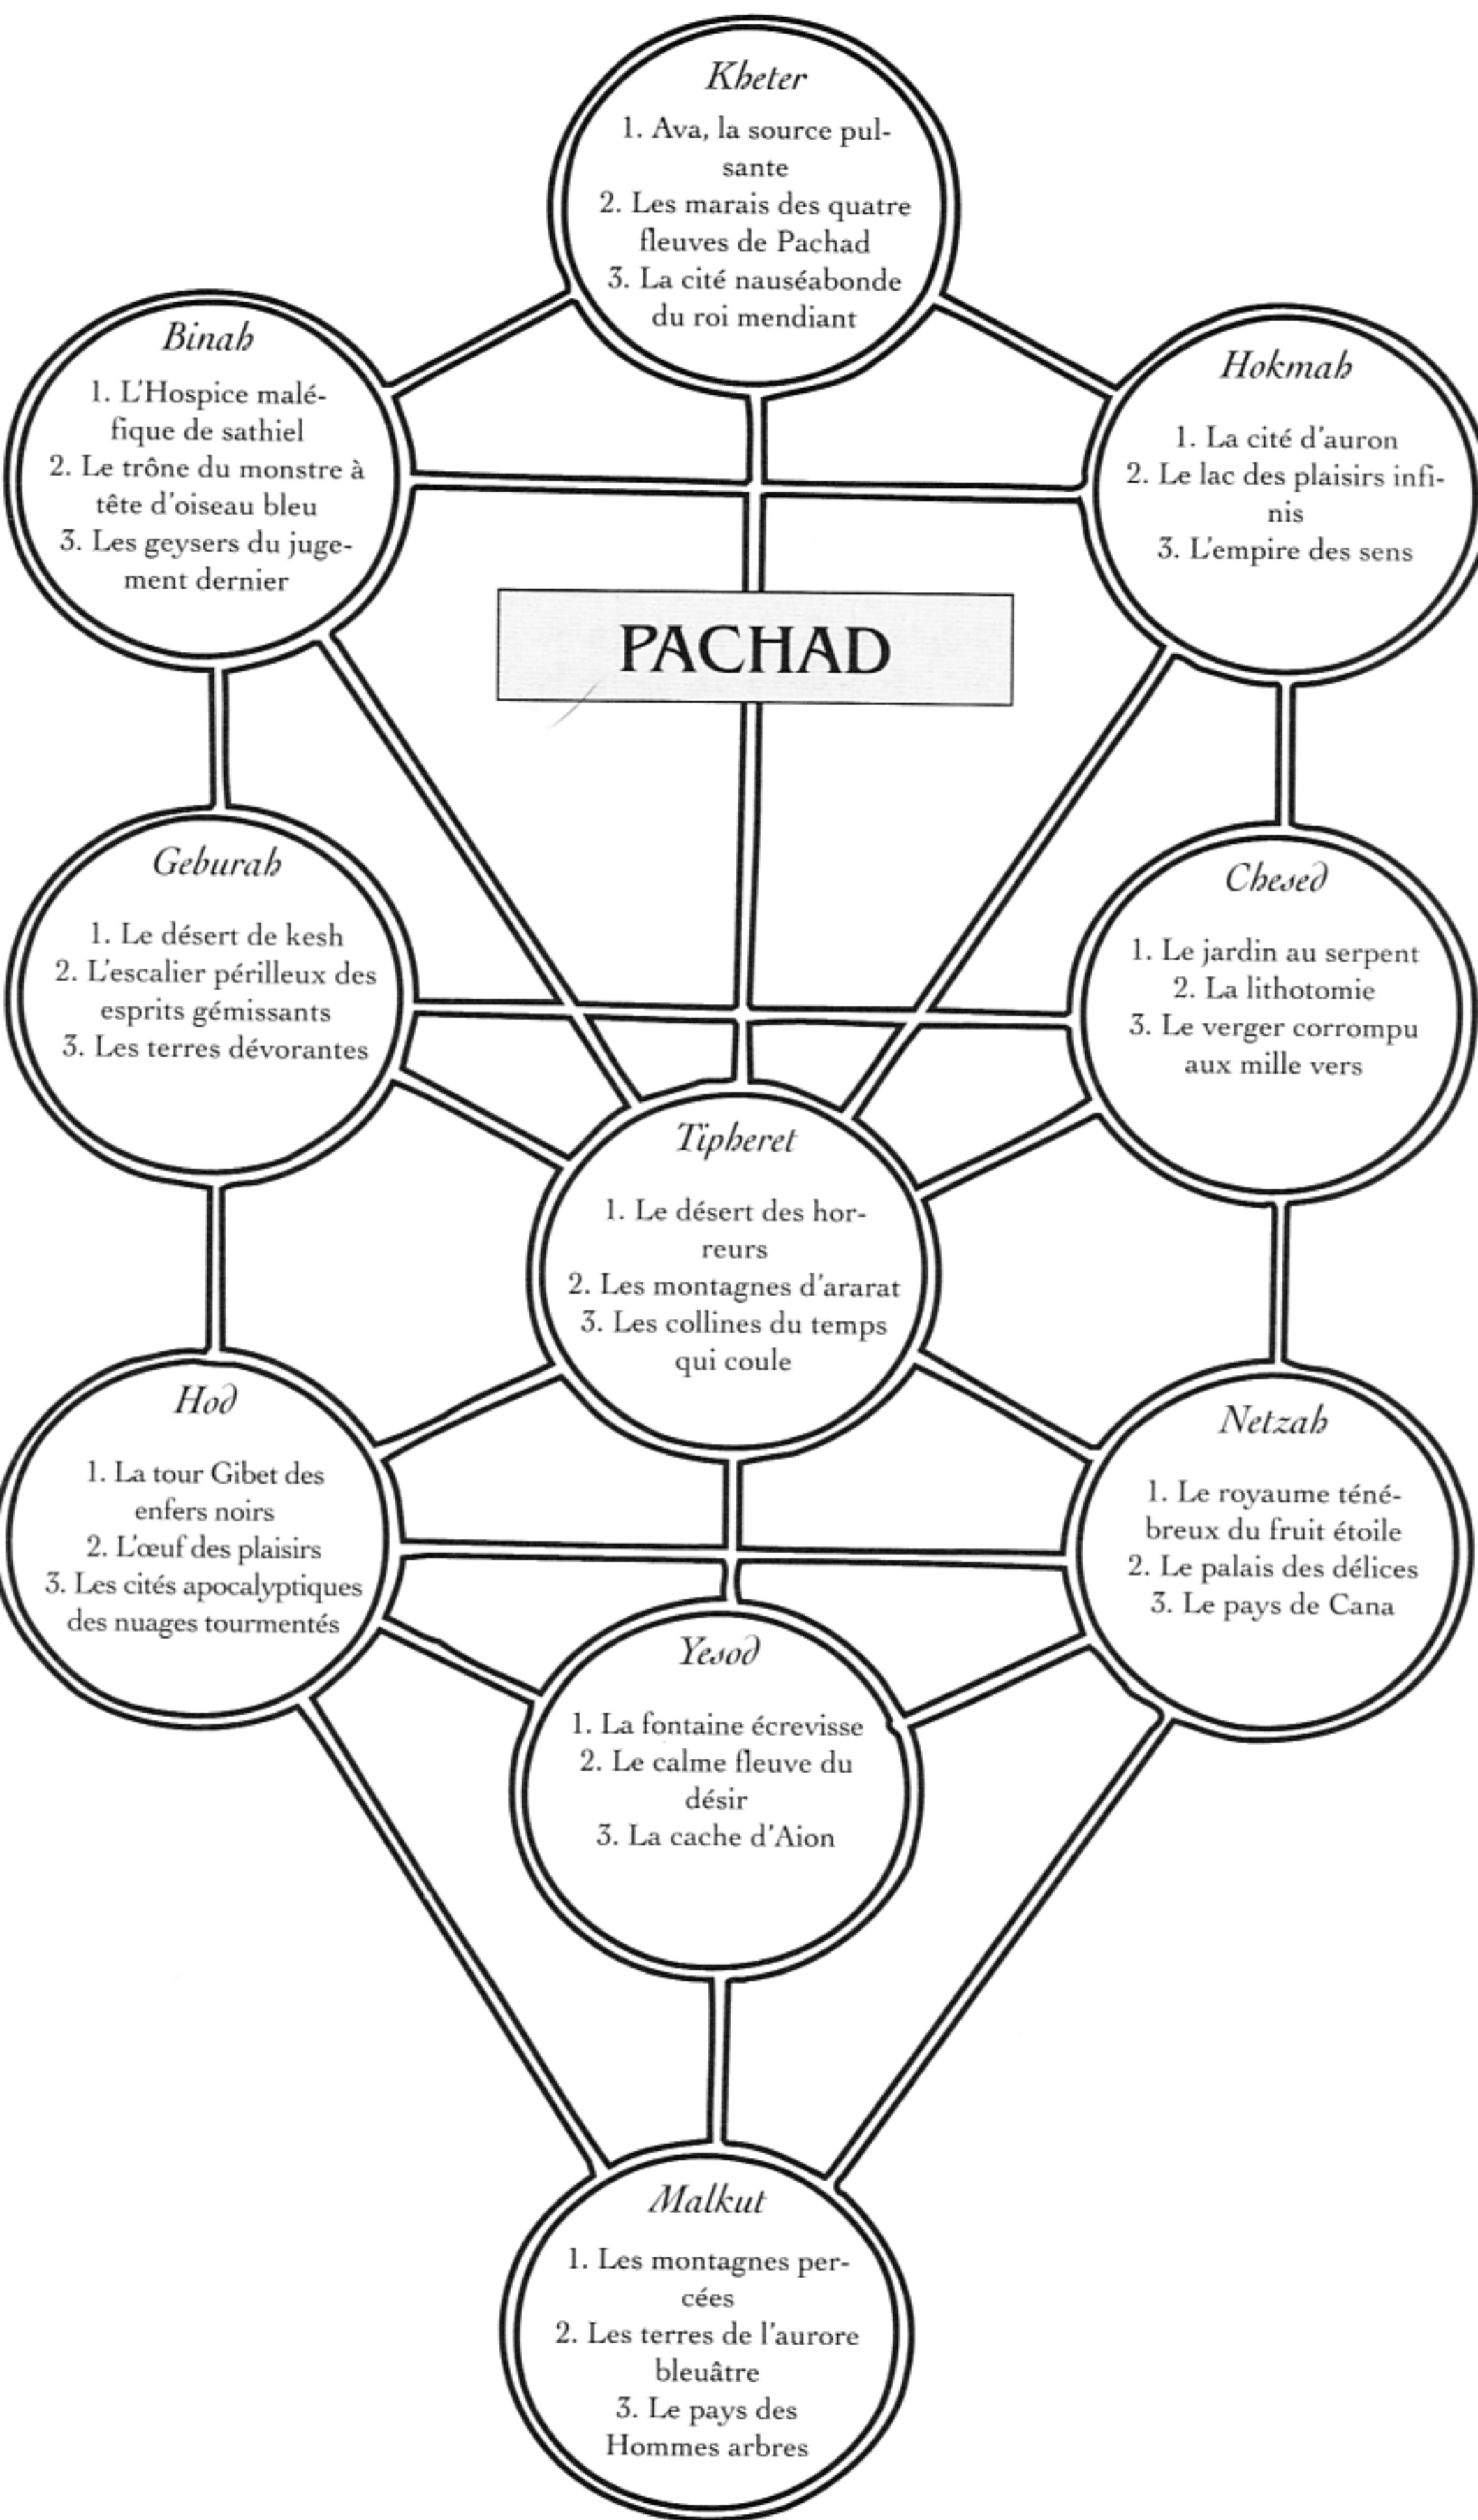 Kheter
1. Ava, la source pul-
sante
2. Les marais des quatre
fleuves de Pachad
3. La cité nauséabonde
du roi mendiant
Binah
1. L'Hospice malé-
fique de sathiel
2. Le trône du monstre à
tête d'oiseau bleu
3. Les geysers du juge-
ment dernier
Hokmah
1. La cité d'auron
2. Le lac des plaisirs infi-
nis
3. L'empire des sens
PACHAD
Geburah
1. Le désert de kesh
2. L'escalier périlleux des
esprits gémissants
3. Les terres dévorantes
Chesed
1. Le jardin au serpent
2. La lithotomie
3. Le verger corrompu
aux mille vers
Tipheret
1. Le désert des hor-
reurs
2. Les montagnes d'ararat
3. Les collines du temps
qui coule
Hod
1. La tour Gibet des
enfers noirs
2. L'œuf des plaisirs
3. Les cités apocalyptiques
des nuages tourmentés
Netzah
1. Le royaume téné-
breux du fruit étoile
2. Le palais des délices
3. Le pays de Cana
Yesod
1. La fontaine écrevisse
2. Le calme fleuve du
désir
3. La cache d'Aion
Malkut
1. Les montagnes per-
cées
2. Les terres de l'aurore
bleuâtre
3. Le pays des
Hommes arbres